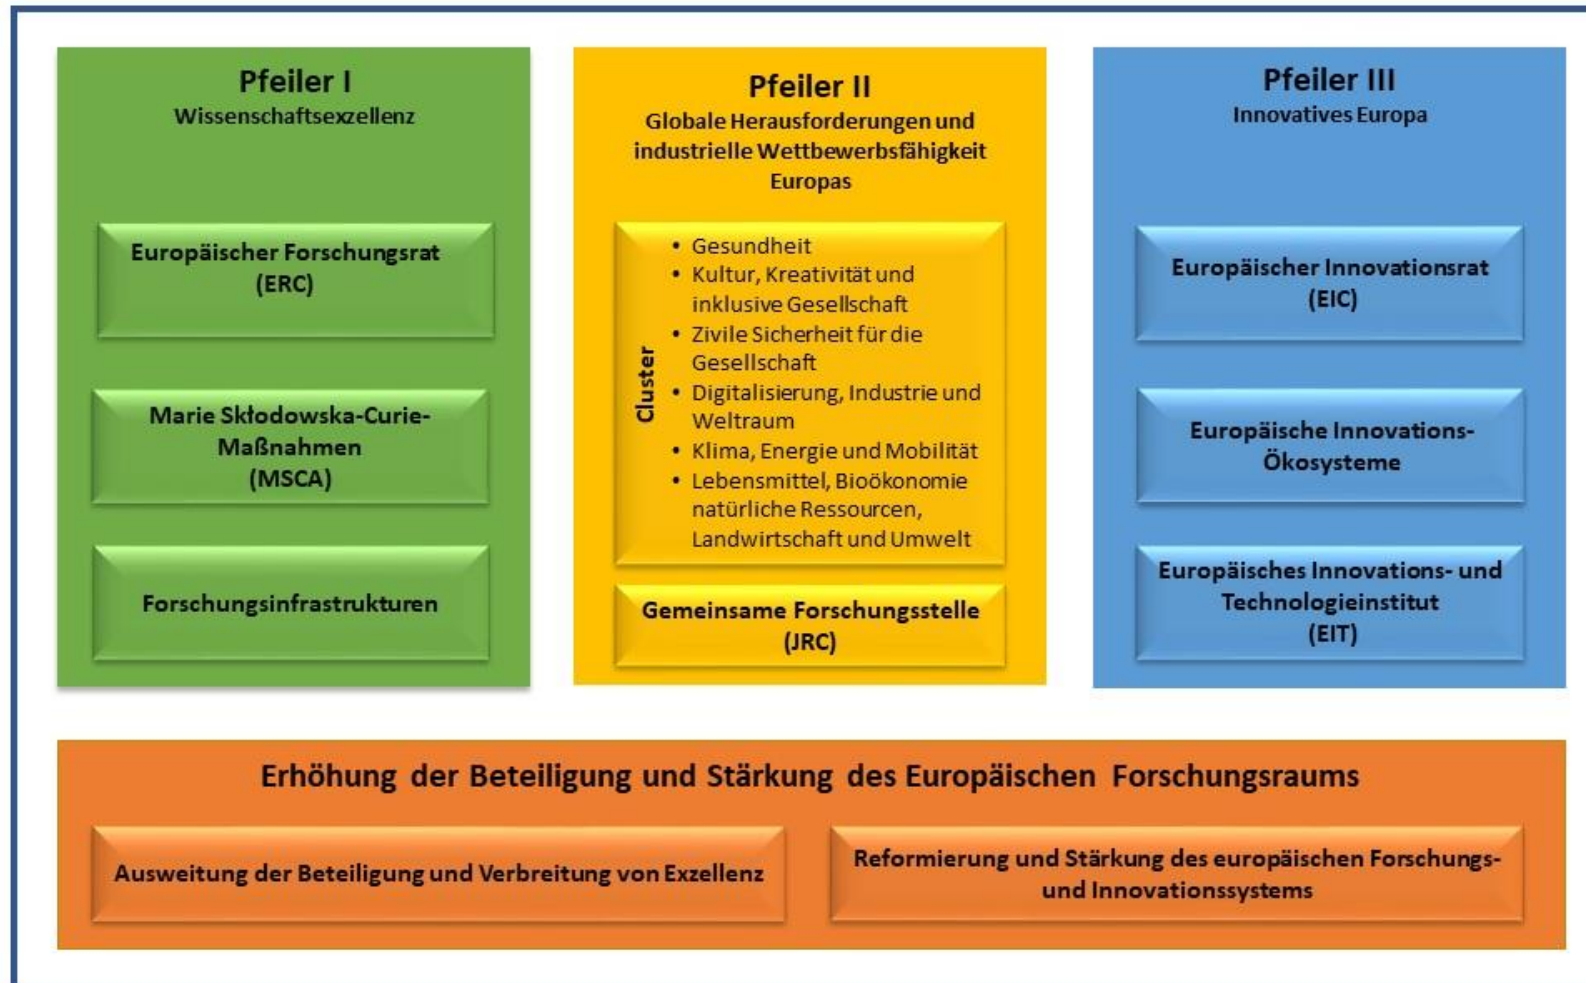 Pfeiler I
Wissenschaftsexzellenz
Europäischer Forschungsrat
(ERC)
Marie Skłodowska-Curie-
Maßnahmen
(MSCA)
Forschungsinfrastrukturen
Pfeiler II
Globale Herausforderungen und
industrielle Wettbewerbsfähigkeit
Europas
Cluster
• Gesundheit
• Kultur, Kreativität und
inklusive Gesellschaft
• Zivile Sicherheit für die
Gesellschaft
• Digitalisierung, Industrie und
Weltraum
• Klima, Energie und Mobilität
• Lebensmittel, Bioökonomie
natürliche Ressourcen,
Landwirtschaft und Umwelt
Gemeinsame Forschungsstelle
(JRC)
Pfeiler III
Innovatives Europa
Europäischer Innovationsrat
(EIC)
Europäische Innovations-
Ökosysteme
Europäisches Innovations- und
Technologieinstitut
(EIT)
Erhöhung der Beteiligung und Stärkung des Europäischen Forschungsraums
Ausweitung der Beteiligung und Verbreitung von Exzellenz
Reformierung und Stärkung des europäischen Forschungs-
und Innovationssystems